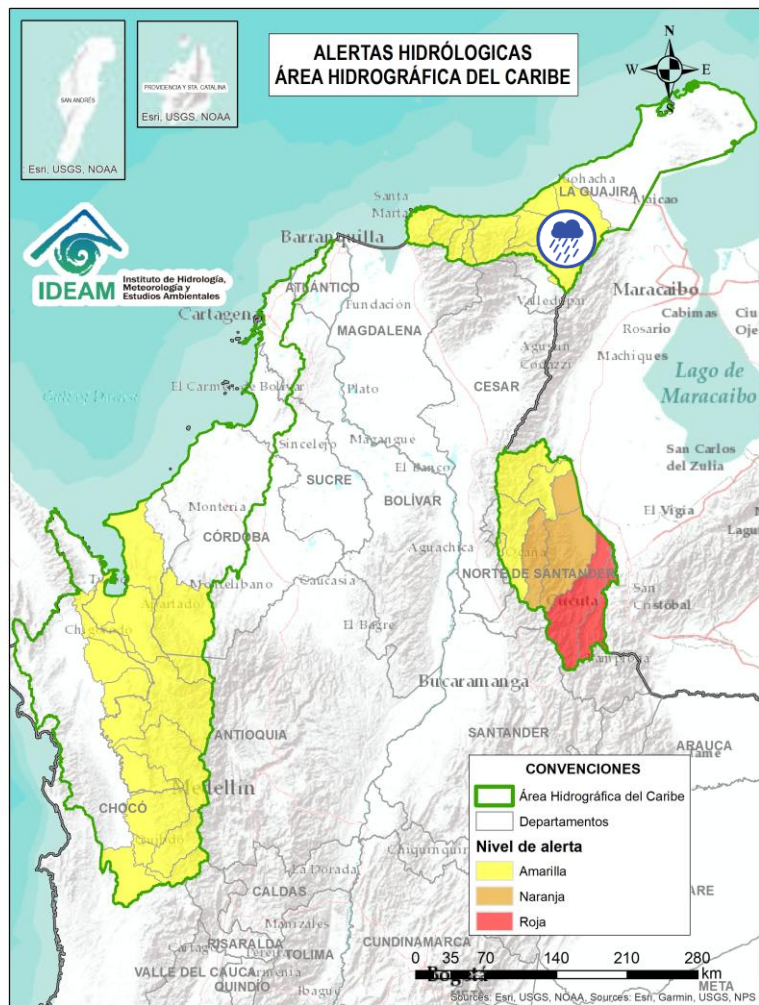 ALERTAS HIDRÓLOGICAS
ÁREA HIDROGRÁFICA DEL CARIBE
N
W
E
S
SAN ANDRÉS
Esri, USGS, NOAA
PROVIDENCIA Y STA. CATALINA
Esri, USGS, NOAA
IDEAM
Instituto de Hidrología,
Meteorología y
Estudios Ambientales
LA GUAJIRA
Maicao
Santa
Marta
Barranquilla
ATLÁNTICO
Cartagena
Fundación
MAGDALENA
Valledupar
Maracaibo
Cabimas
Ciu
Oje
Rosario
Machiques
Agustín
Codazzi
Lago de
Maracaibo
CESAR
El Carmen de Bolívar
Plato
Sincelejo
Magangué
El Banco
San Carlos
del Zulia
SUCRE
BOLÍVAR
Montería
CÓRDOBA
El Vigía
Aguachica
Ocaña
NORTE DE SANTANDER
Montelíbano
Caucasia
Apartado
Cúcuta
San
Cristóbal
El Bagre
Pamplona
Bucaramanga
ANTIOQUIA
SANTANDER
ARAUCA
Medellín
CHOCÓ
Quibdó
La Dorada
CALDAS
Manizales
RISARALDA
TOLIMA
CUNDINAMARCA
VALLE DEL CAUCA
Armenia
QUINDÍO
Ibagué
Bogotá
META
CONVENCIONES
Área Hidrográfica del Caribe
Departamentos
Nivel de alerta
Amarilla
Naranja
Roja
0 35 70 140 210 280
km
Sources: Esri, USGS, NOAA, Sources: Esri, Garmin, USGS, NPS